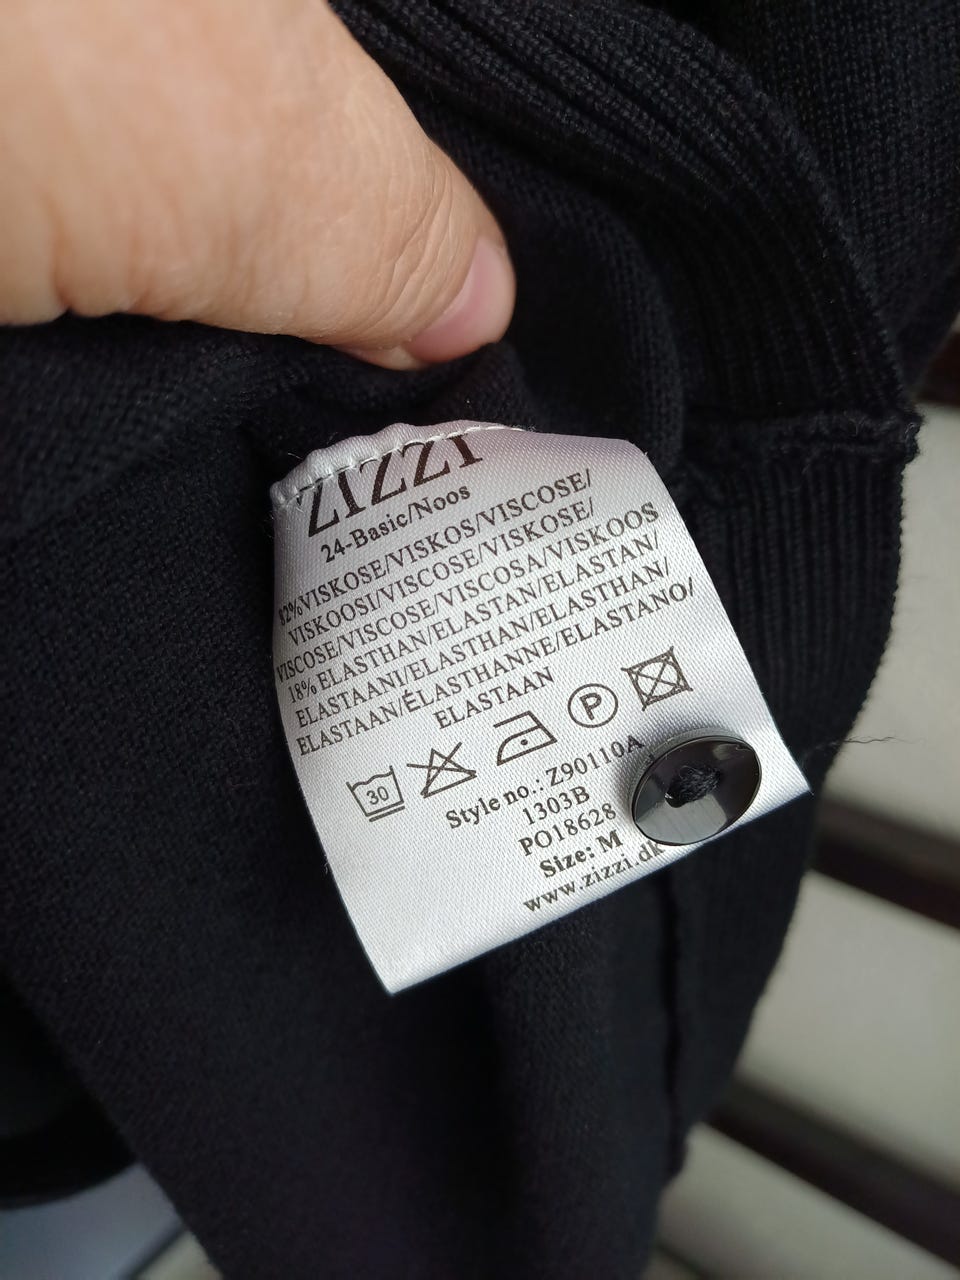 ZIZZI
24-Basic/Noos
82%VISKOSE/VISKOS/VISCOSE/
VISKOOSI/VISCOSE/VISKOSE/
VISCOSE/VISCOSE/VISCOSA/VISKOOS
18% ELASTHAN/ELASTAN/ELASTAN/
ELASTAANI/ELASTHAN/ELASTHAN/
ELASTAAN/ÉLASTHANNE/ELASTANO/
ELASTAAN
30
P
Style no.: Z90110A
1303B
PO18628
Size: M
www.zizzi.dk